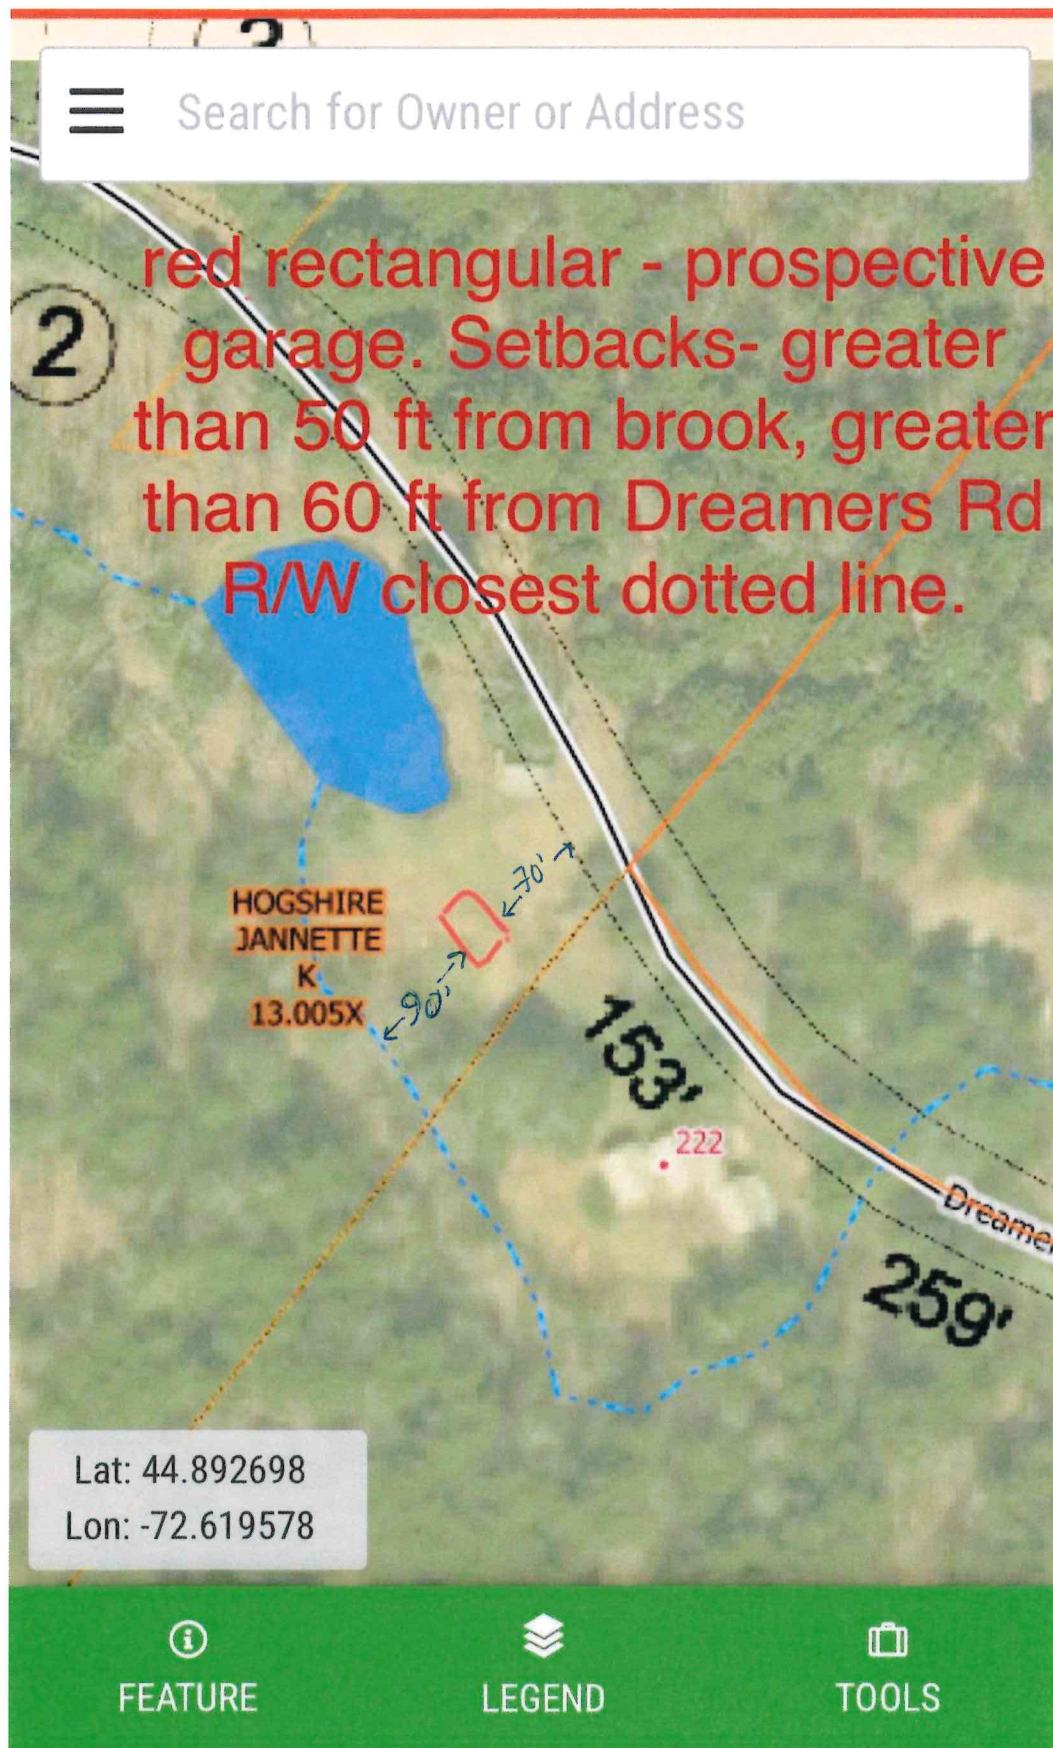 3
Search for Owner or Address
red rectangular - prospective
garage. Setbacks- greater
than 50 ft from brook, greater
than 60 ft from Dreamers Rd
R/W closest dotted line.
2
70'
HOGSHIRE
JANNETTE
K
13.005X
90'
153'
222
Dreamer
259'
Lat: 44.892698
Lon: -72.619578
FEATURE
LEGEND
TOOLS